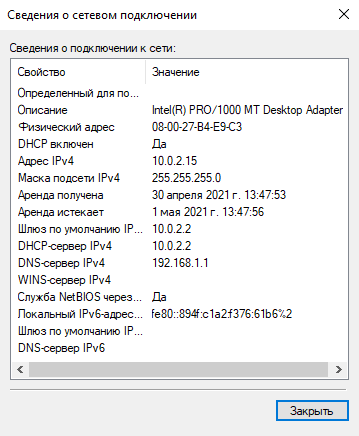 Сведения о сетевом подключении
Сведения о подключении к сети:
Свойство Значение
Определенный для по...
Описание Intel(R) PRO/1000 MT Desktop Adapter
Физический адрес 08-00-27-B4-E9-C3
DHCP включен Да
Адрес IPv4 10.0.2.15
Маска подсети IPv4 255.255.255.0
Аренда получена 30 апреля 2021 г. 13:47:53
Аренда истекает 1 мая 2021 г. 13:47:56
Шлюз по умолчанию IP... 10.0.2.2
DHCP-сервер IPv4 10.0.2.2
DNS-сервер IPv4 192.168.1.1
WINS-сервер IPv4
Служба NetBIOS через... Да
Локальный IPv6-адрес... fe80::894f:c1a2:f376:61b6%2
Шлюз по умолчанию IP...
DNS-сервер IPv6
Закрыть